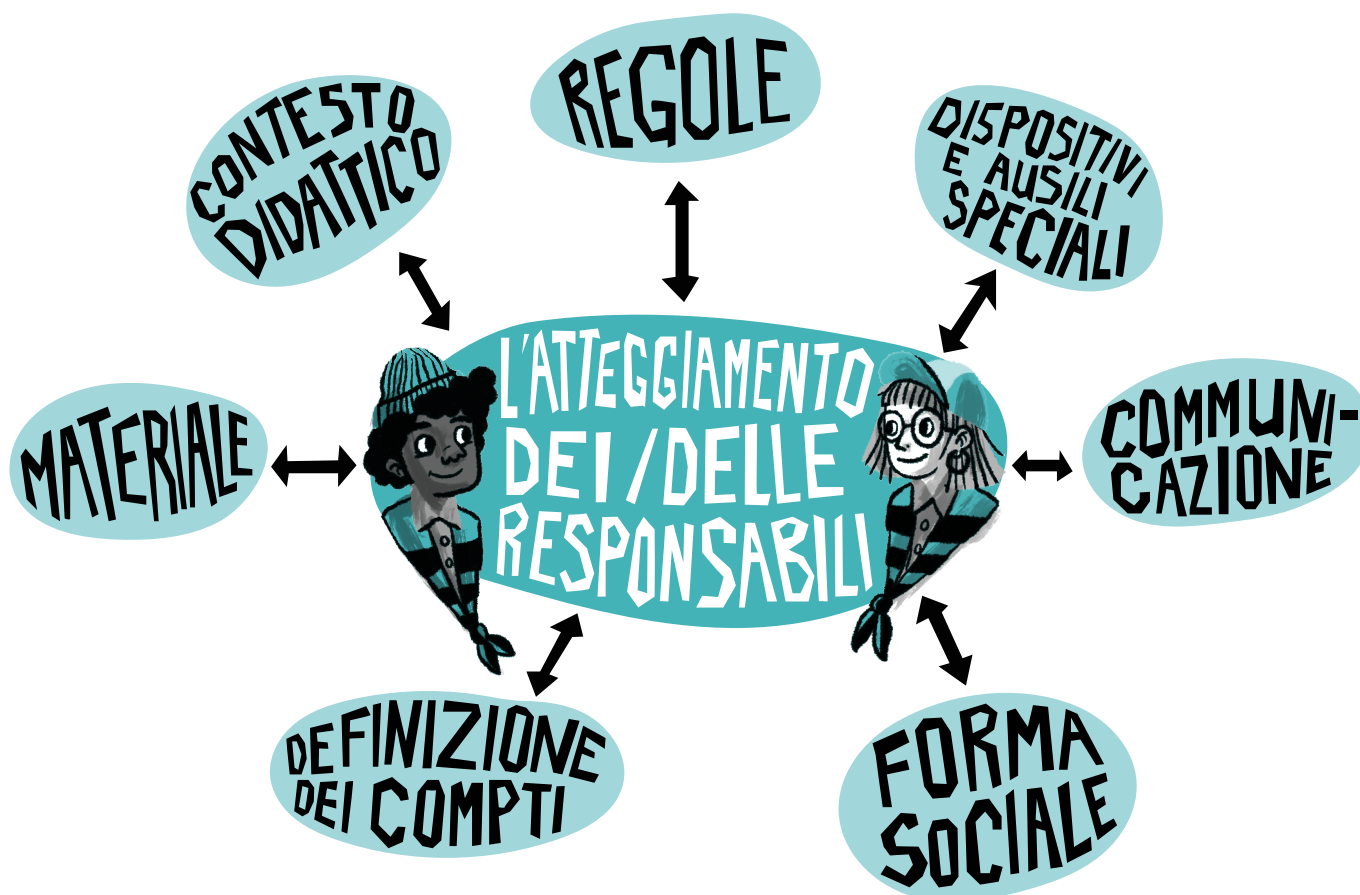 REGOLE
CONTESTO
DIDATTICO
DISPOSITIVI
E AUSILI
SPECIALI
L'ATTEGGIAMENTO
DEI/DELLE
RESPONSABILI
MATERIALE
COMMUNI-
CAZIONE
DEFINIZIONE
DEI COMPTI
FORMA
SOCIALE